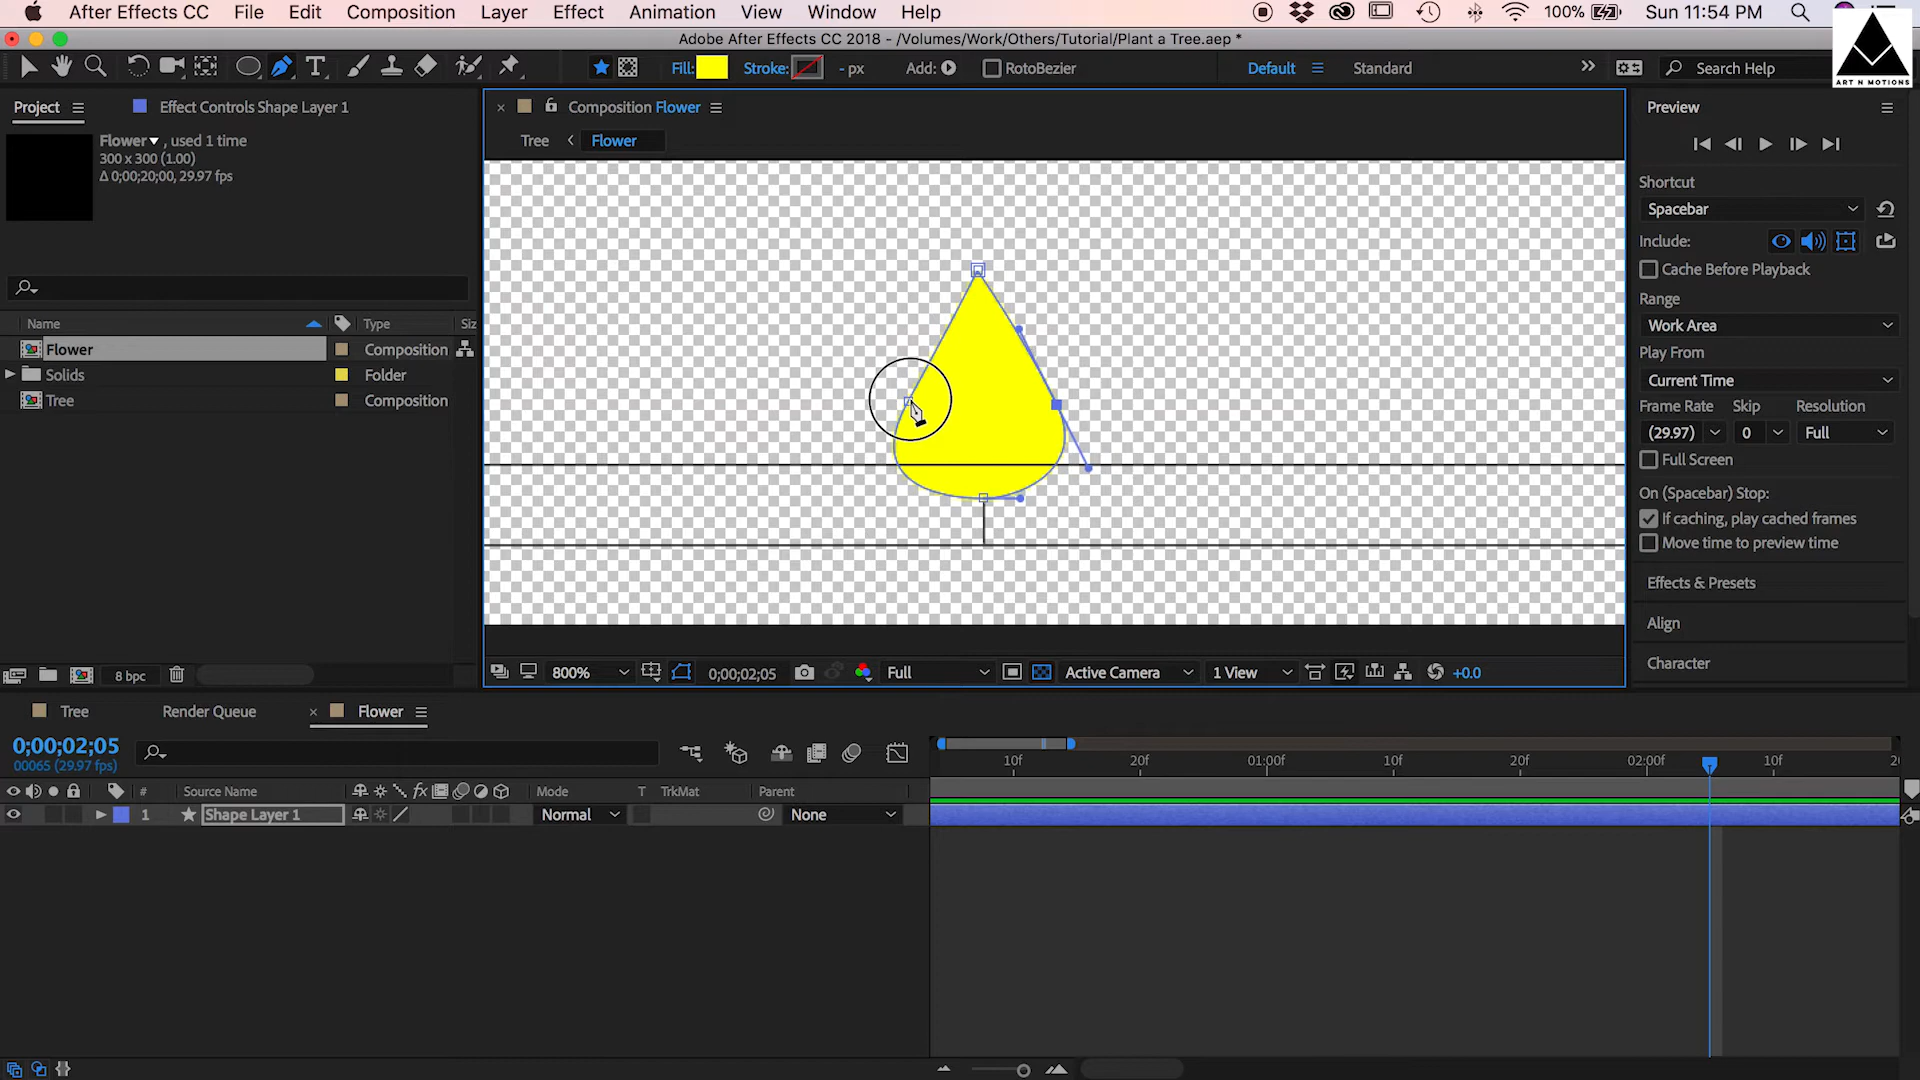 After Effects CC File Edit Composition Layer Effect Animation View Window Help 100% Sun 11:54 PM
Adobe After Effects CC 2018 - /Volumes/Work/Others/Tutorial/Plant a Tree.aep *
Fill: Stroke: - px Add: RotoBezier Default Standard Search Help
ART N MOTIONS
Project Effect Controls Shape Layer 1 Composition Flower Preview
Flower, used 1 time
300 x 300 (1.00)
Δ 0;00;20;00, 29.97 fps
Tree Flower
Shortcut
Spacebar
Include:
Cache Before Playback
Range
Work Area
Play From
Current Time
Frame Rate Skip Resolution
(29.97) 0 Full
Full Screen
On (Spacebar) Stop:
If caching, play cached frames
Move time to preview time
Effects & Presets
Align
Character
Name Type Siz
Flower Composition
Solids Folder
Tree Composition
8 bpc
800% 0;00;02;05 Full Active Camera 1 View +0.0
Tree Render Queue Flower
0;00;02;05
00065 (29.97 fps)
10f 20f 01:00f 10f 20f 02:00f 10f 2
# Source Name fx Mode T TrkMat Parent
1 Shape Layer 1 Normal None